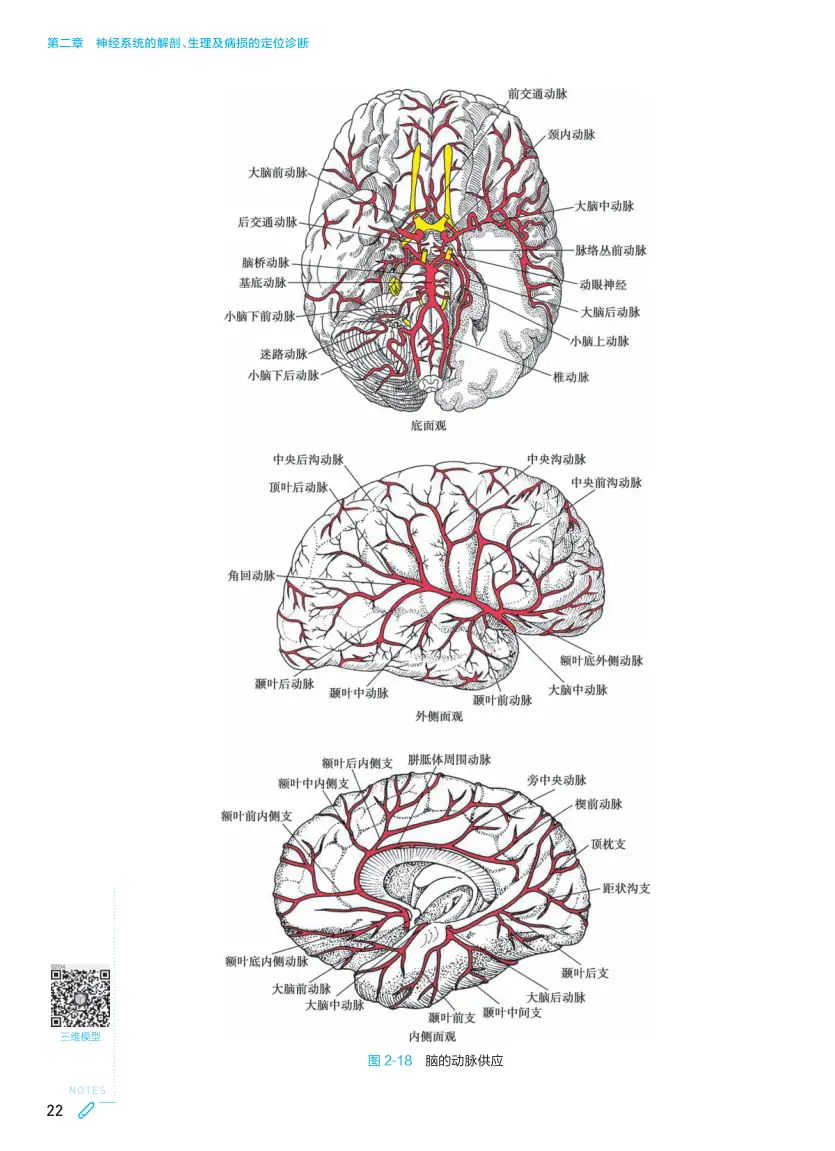 第二章 神经系统的解剖、生理及病损的定位诊断
前交通动脉
颈内动脉
大脑前动脉
大脑中动脉
后交通动脉
脉络丛前动脉
脑桥动脉
基底动脉
动眼神经
小脑下前动脉
大脑后动脉
小脑上动脉
迷路动脉
小脑下后动脉
椎动脉
底面观
中央后沟动脉
中央沟动脉
顶叶后动脉
中央前沟动脉
角回动脉
额叶底外侧动脉
颞叶后动脉
颞叶中动脉
颞叶前动脉
大脑中动脉
外侧面观
额叶后内侧支
胼胝体周围动脉
额叶中内侧支
旁中央动脉
额叶前内侧支
楔前动脉
顶枕支
距状沟支
额叶底内侧动脉
颞叶后支
大脑前动脉
大脑后动脉
大脑中动脉
颞叶前支
颞叶中间支
内侧面观
0204
三维模型
图 2-18 脑的动脉供应
NOTES
22